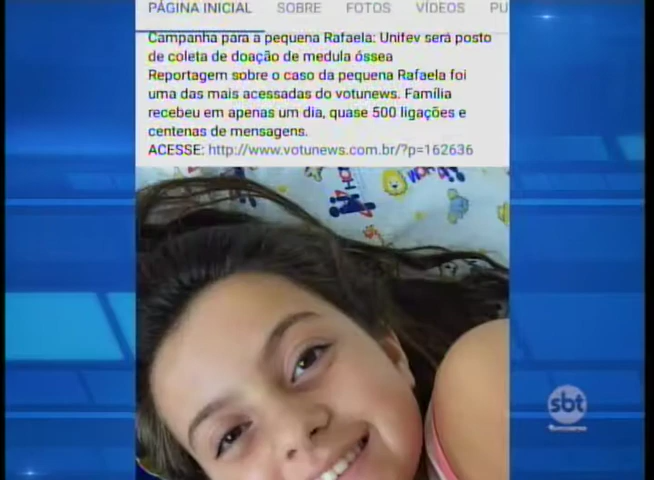 PÁGINA INICIAL SOBRE FOTOS VÍDEOS PU
Campanha para a pequena Rafaela: Unifev será posto
de coleta de doação de medula óssea
Reportagem sobre o caso da pequena Rafaela foi
uma das mais acessadas do votunews. Família
recebeu em apenas um dia, quase 500 ligações e
centenas de mensagens.
ACESSE: http://www.votunews.com.br/?p=162636
sbt